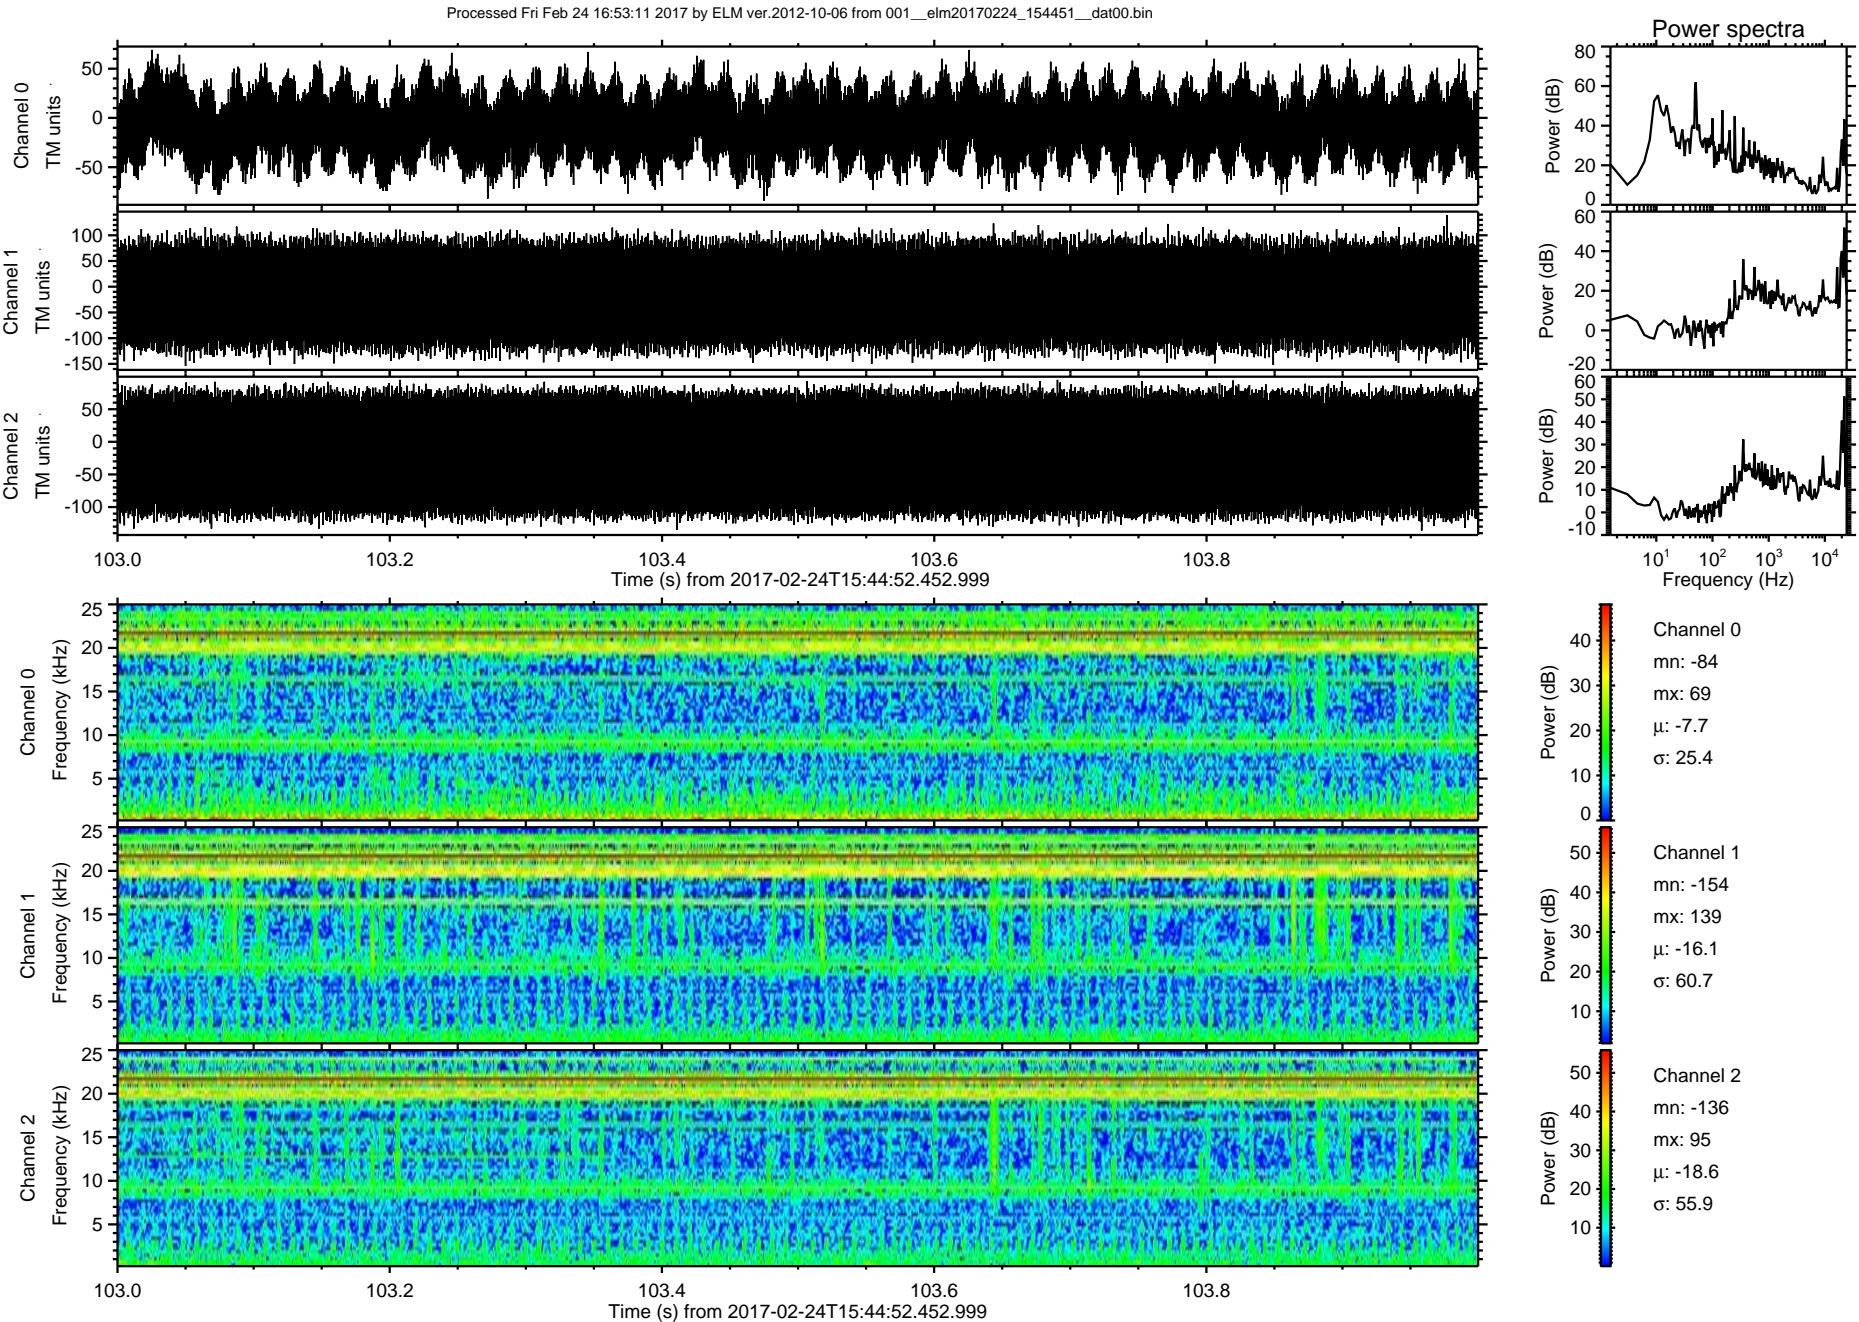 Processed Fri Feb 24 16:53:11 2017 by ELM ver.2012-10-06 from 001__elm20170224_154451__dat00.bin
Power spectra
Channel 0
TM units
50
0
-50
Power (dB)
80
60
40
20
0
Channel 1
TM units
100
50
0
-50
-100
-150
Power (dB)
60
40
20
0
-20
Channel 2
TM units
50
0
-50
-100
Power (dB)
60
50
40
30
20
10
0
-10
103.0 103.2 103.4 103.6 103.8
Time (s) from 2017-02-24T15:44:52.452.999
10^1 10^2 10^3 10^4
Frequency (Hz)
Channel 0
Frequency (kHz)
25
20
15
10
5
Power (dB)
40
30
20
10
0
Channel 0
mn: -84
mx: 69
μ: -7.7
σ: 25.4
Channel 1
Frequency (kHz)
25
20
15
10
5
Power (dB)
50
40
30
20
10
Channel 1
mn: -154
mx: 139
μ: -16.1
σ: 60.7
Channel 2
Frequency (kHz)
25
20
15
10
5
Power (dB)
50
40
30
20
10
Channel 2
mn: -136
mx: 95
μ: -18.6
σ: 55.9
103.0 103.2 103.4 103.6 103.8
Time (s) from 2017-02-24T15:44:52.452.999